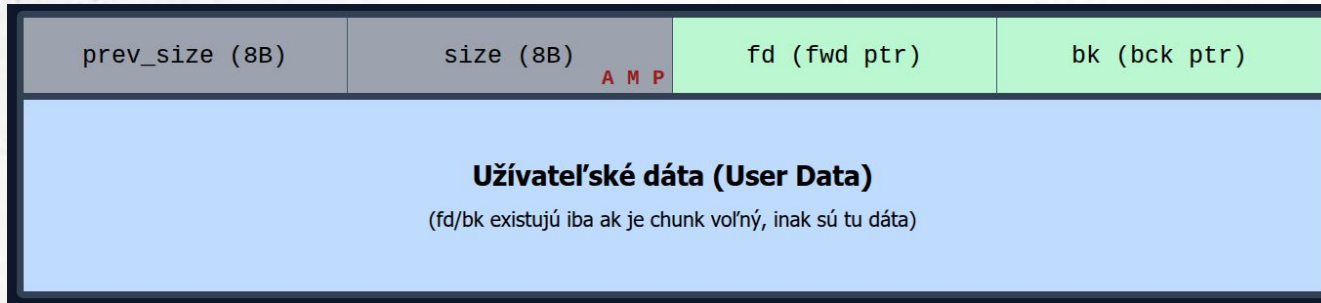 prev_size (8B) size (8B) fd (fwd ptr) bk (bck ptr)
A M P
Užívateľské dáta (User Data)
(fd/bk existujú iba ak je chunk voľný, inak sú tu dáta)